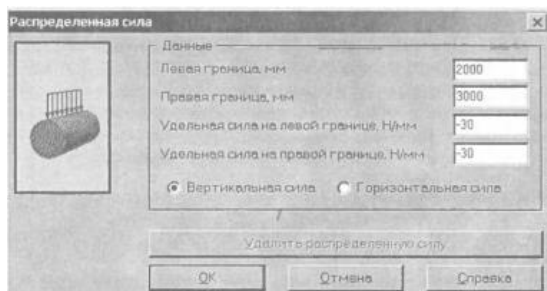 Распределенная сила
Данные
Левая граница, мм
2000
Правая граница, мм
3000
Удельная сила на левой границе, Н/мм
-30
Удельная сила на правой границе, Н/мм
-30
Вертикальная сила
Горизонтальная сила
Удалить распределенную силу
OK
Отмена
Справка